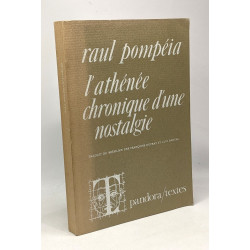 raul pompéia
l'athénée
chronique d'une
nostalgie
pandora/textes